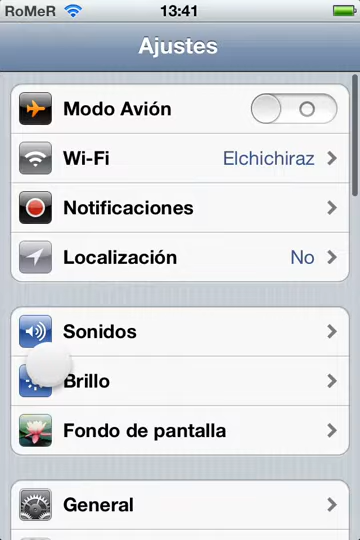 RoMeR 13:41
Ajustes
Modo Avión
Wi-Fi Elchichiraz
Notificaciones
Localización No
Sonidos
Brillo
Fondo de pantalla
General